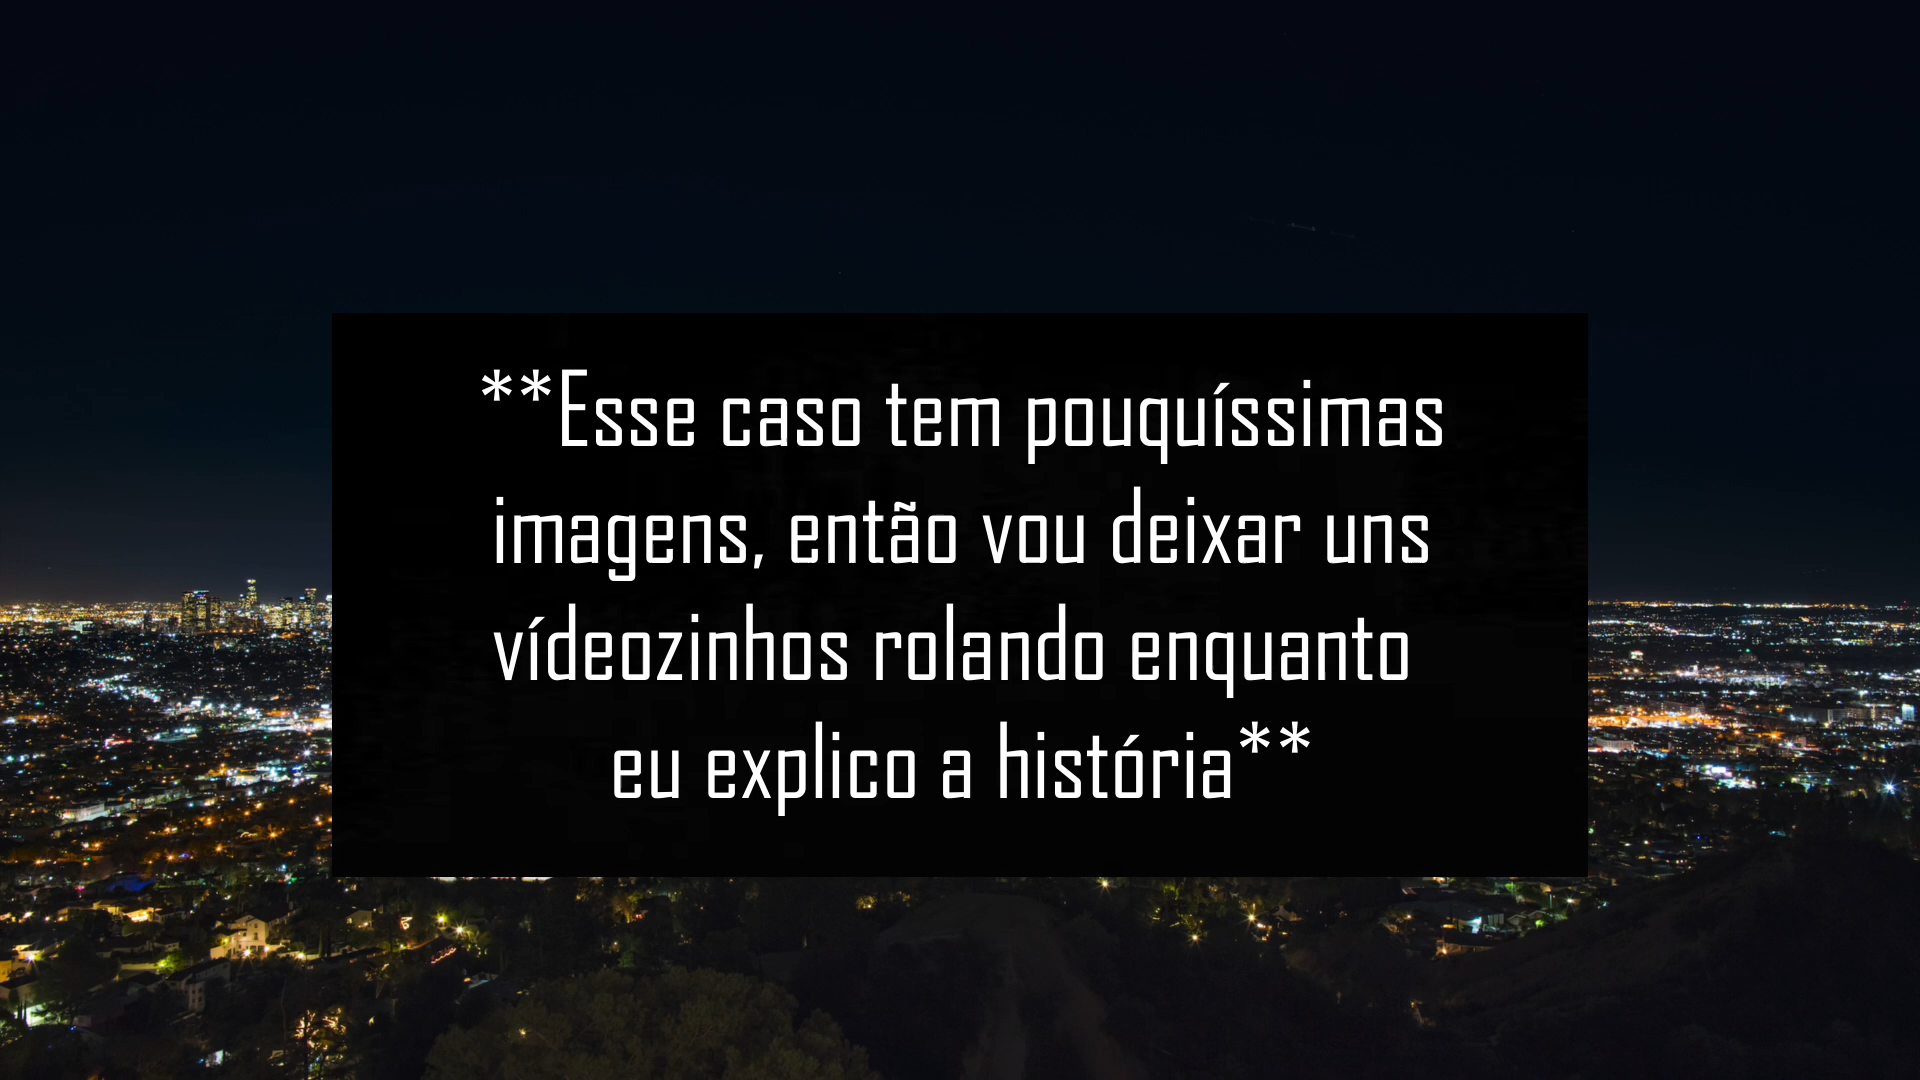 **Esse caso tem pouquíssimas
imagens, então vou deixar uns
vídeozinhos rolando enquanto
eu explico a história**